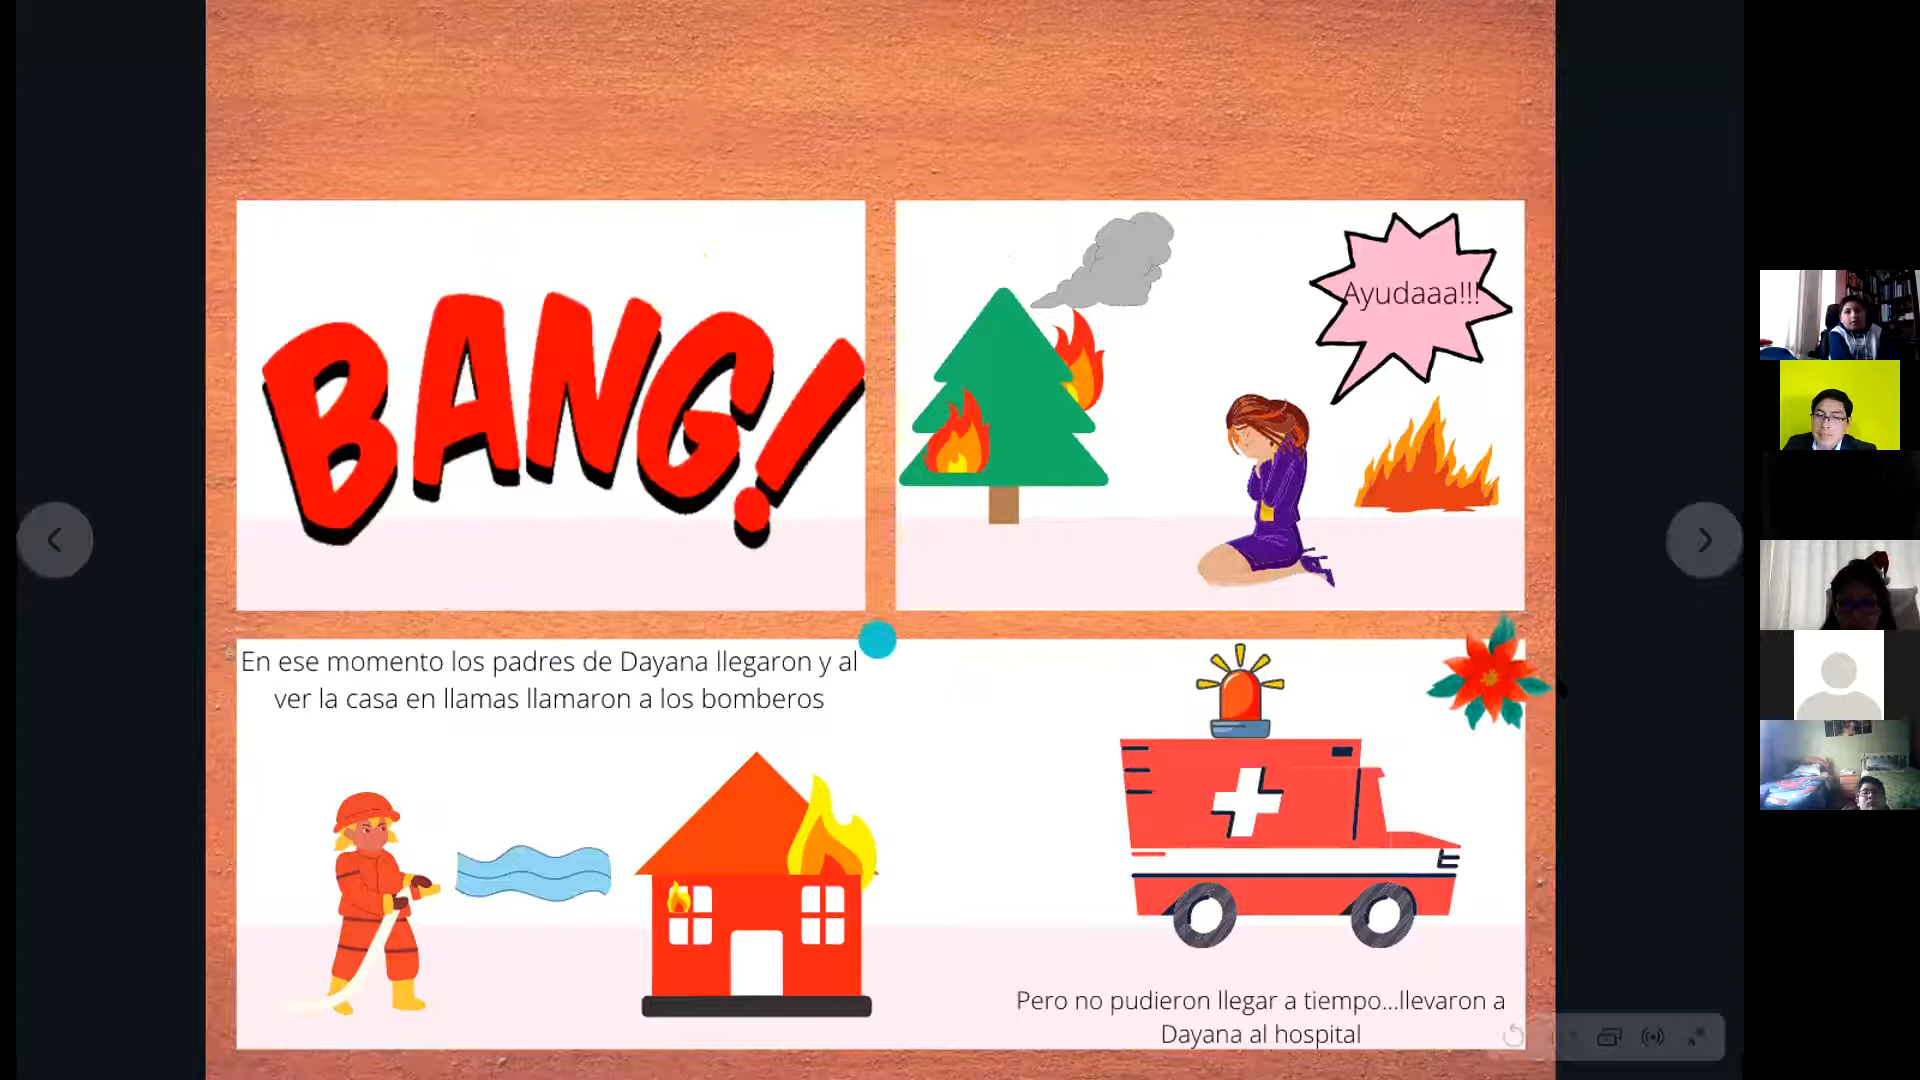 BANG!
Ayudaaa!!!
En ese momento los padres de Dayana llegaron y al
ver la casa en llamas llamaron a los bomberos
Pero no pudieron llegar a tiempo...llevaron a
Dayana al hospital